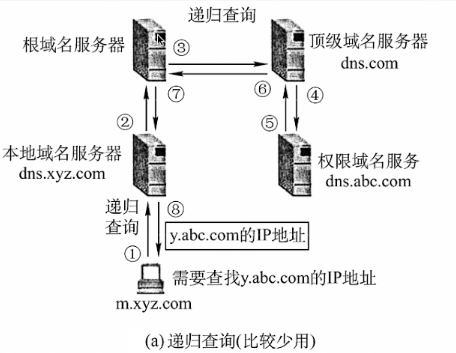 递归查询
根域名服务器
③
顶级域名服务器
dns.com
⑥
⑦
④
②
⑤
本地域名服务器
dns.xyz.com
权限域名服务
dns.abc.com
递归
查询
⑧
y.abc.com的IP地址
①
需要查找y.abc.com的IP地址
m.xyz.com
(a) 递归查询(比较少用)